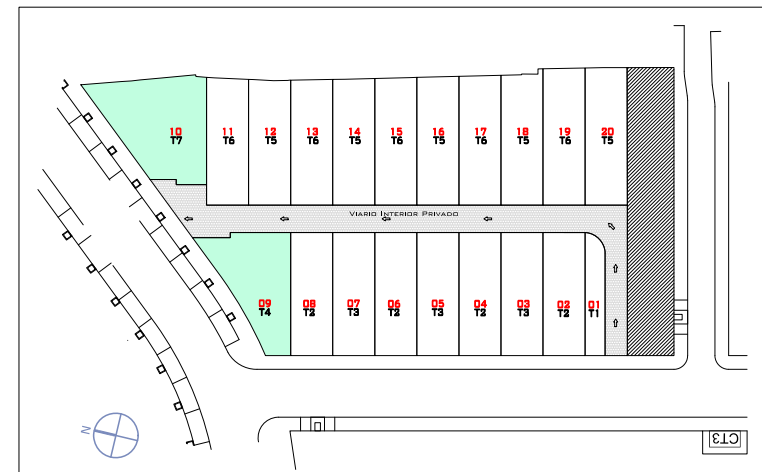 10 11 12 13 14 15 16 17 18 19 20
T7 T6 T5 T6 T5 T6 T5 T6 T5 T6 T5
VIARIO INTERIOR PRIVADO
09 08 07 06 05 04 03 02 01
T4 T2 T3 T2 T3 T2 T3 T2 T1
N
CT3